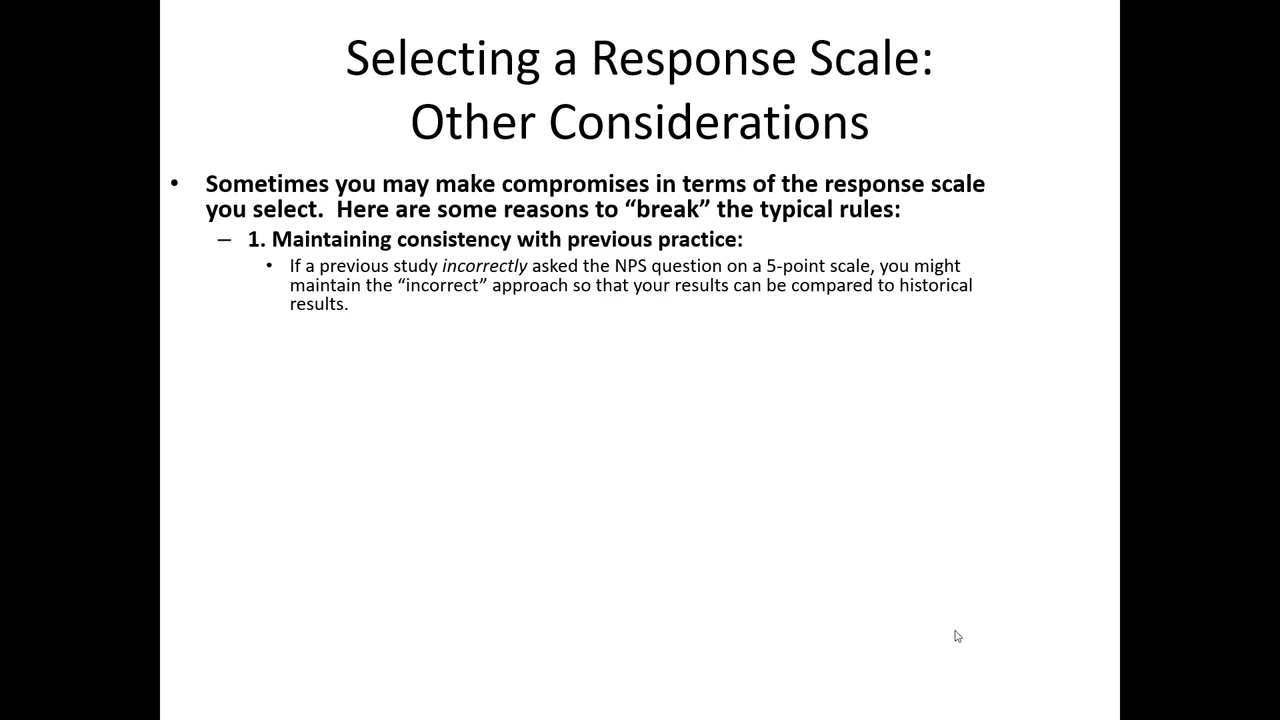 Selecting a Response Scale:
Other Considerations
• Sometimes you may make compromises in terms of the response scale
you select.  Here are some reasons to “break” the typical rules:
– 1. Maintaining consistency with previous practice:
• If a previous study incorrectly asked the NPS question on a 5-point scale, you might
maintain the “incorrect” approach so that your results can be compared to historical
results.